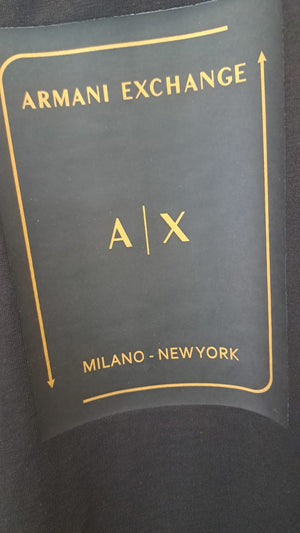 ARMANI EXCHANGE
A|X
MILANO - NEWYORK